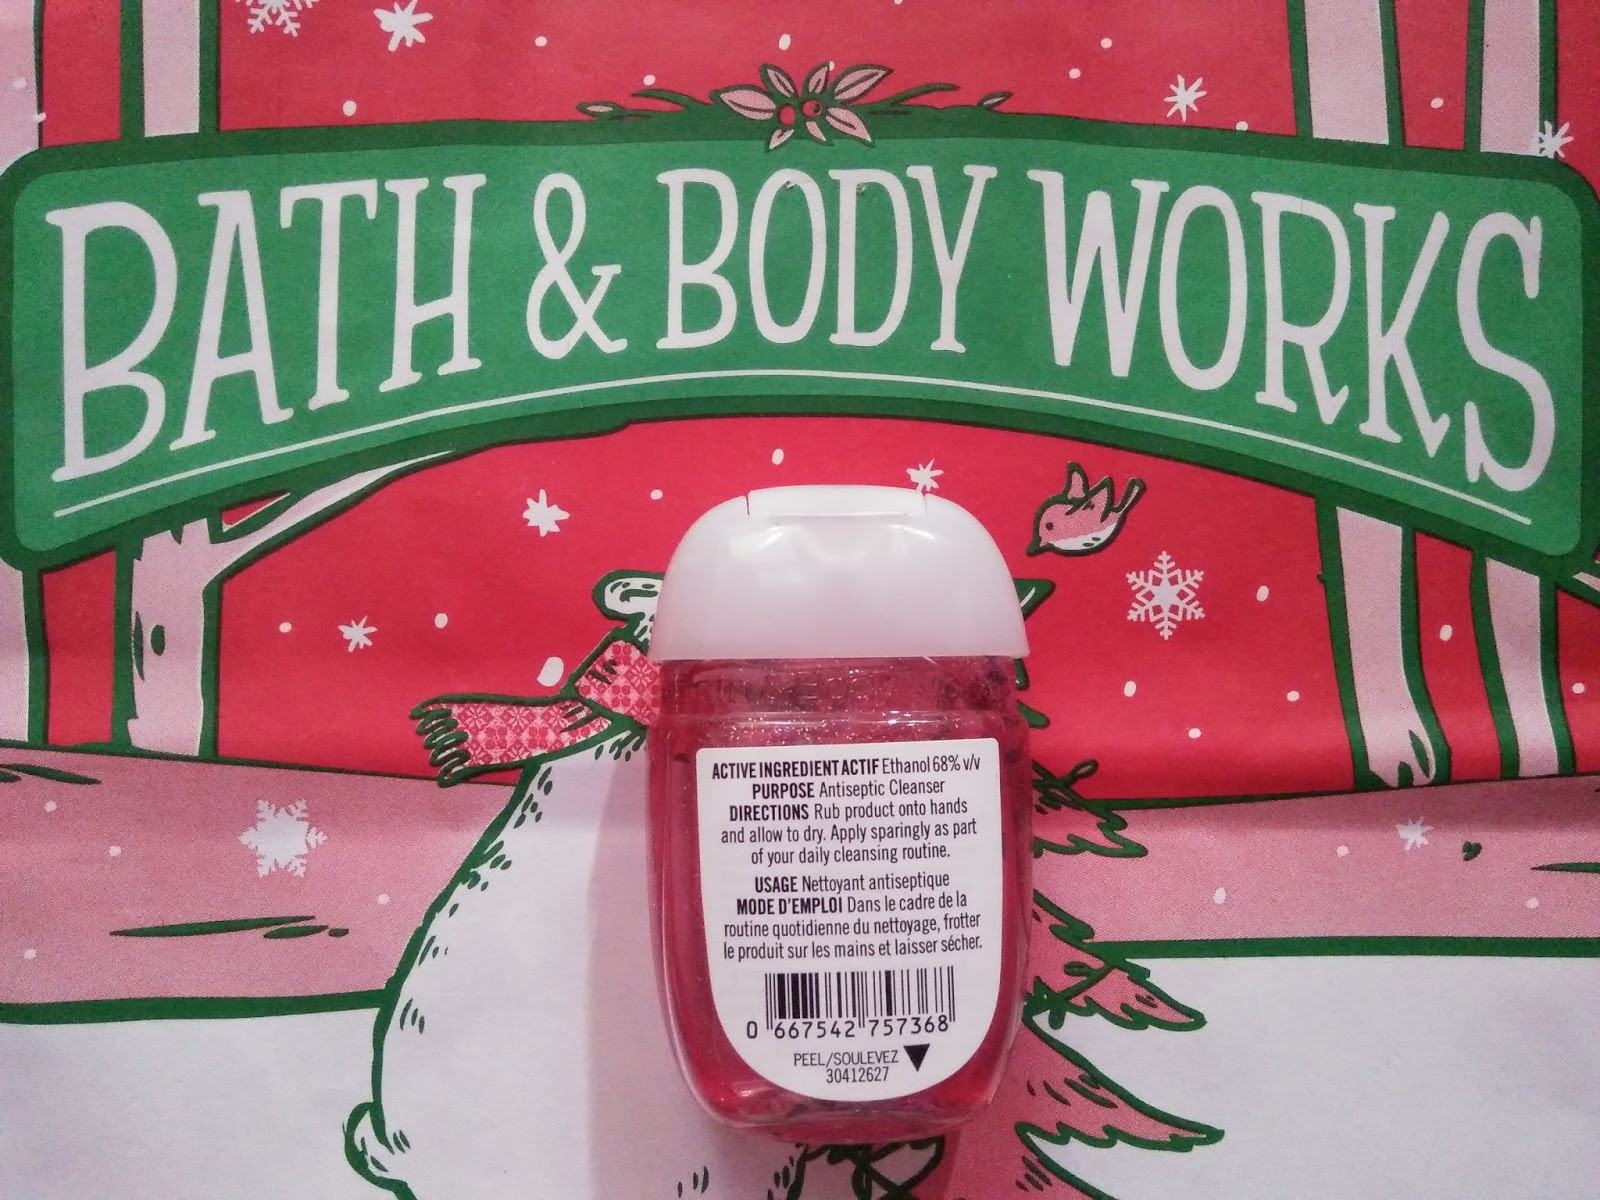 BATH & BODY WORKS
ACTIVE INGREDIENT ACTIF Ethanol 68% v/v
PURPOSE Antiseptic Cleanser
DIRECTIONS Rub product onto hands
and allow to dry. Apply sparingly as part
of your daily cleansing routine.
USAGE Nettoyant antiseptique
MODE D'EMPLOI Dans le cadre de la
routine quotidienne du nettoyage, frotter
le produit sur les mains et laisser sécher.
0 667542 757368
PEEL/SOULEVEZ
30412627